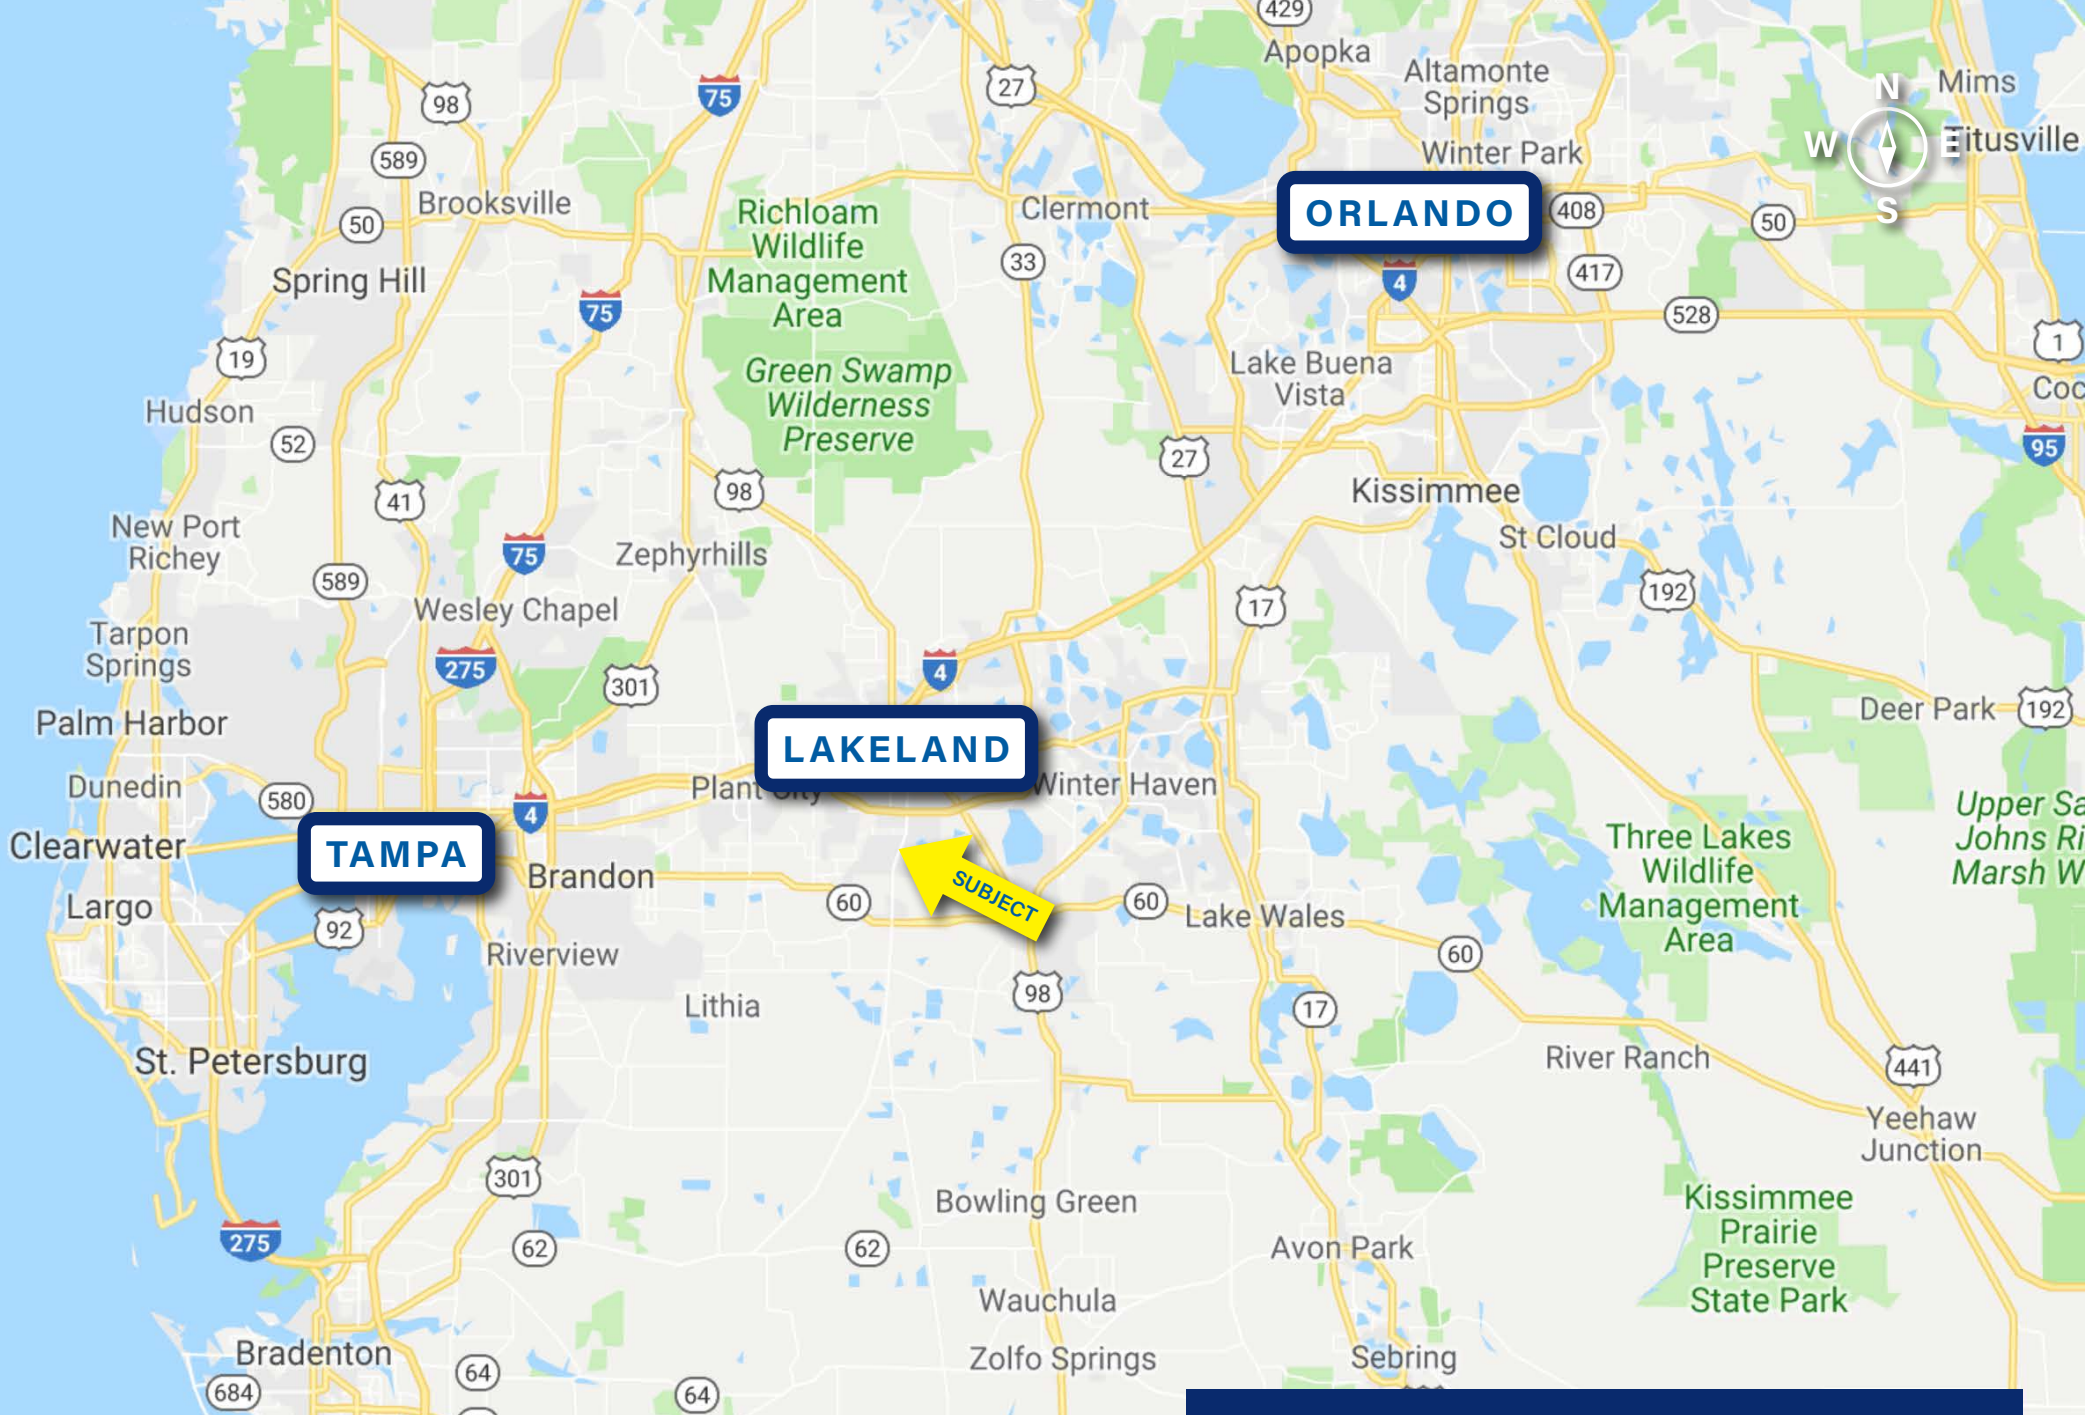 429
Apopka
Altamonte
Springs
27
98
75
N
Mims
W
E
Titusville
S
589
Winter Park
Brooksville
50
Richloam
Wildlife
Management
Area
Clermont
ORLANDO
408
50
33
4
417
Spring Hill
75
528
19
1
Green Swamp
Wilderness
Preserve
Lake Buena
Vista
Coc
Hudson
52
27
95
98
41
Kissimmee
New Port
Richey
75
Zephyrhills
St Cloud
589
192
Wesley Chapel
17
Tarpon
Springs
275
301
4
Palm Harbor
Deer Park
192
LAKELAND
Dunedin
580
4
Plant City
Winter Haven
Clearwater
TAMPA
Brandon
SUBJECT
Three Lakes
Wildlife
Management
Area
Upper Sa
Johns Ri
Marsh W
Largo
92
60
60
Lake Wales
60
Riverview
Lithia
98
17
St. Petersburg
River Ranch
441
Yeehaw
Junction
301
Bowling Green
Kissimmee
Prairie
Preserve
State Park
275
62
62
Avon Park
Wauchula
Bradenton
Zolfo Springs
Sebring
684
64
64